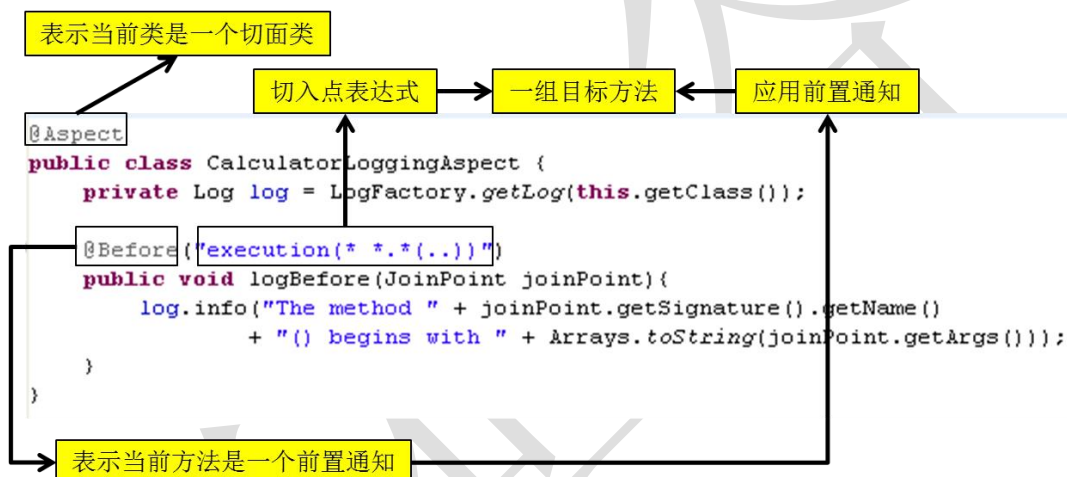 表示当前类是一个切面类
切入点表达式 一组目标方法 应用前置通知
@Aspect
public class CalculatorLoggingAspect {
private Log log = LogFactory.getLog(this.getClass());
@Before("execution(* *.*(..))")
public void logBefore(JoinPoint joinPoint){
log.info("The method " + joinPoint.getSignature().getName()
+ "() begins with " + Arrays.toString(joinPoint.getArgs()));
}
}
表示当前方法是一个前置通知